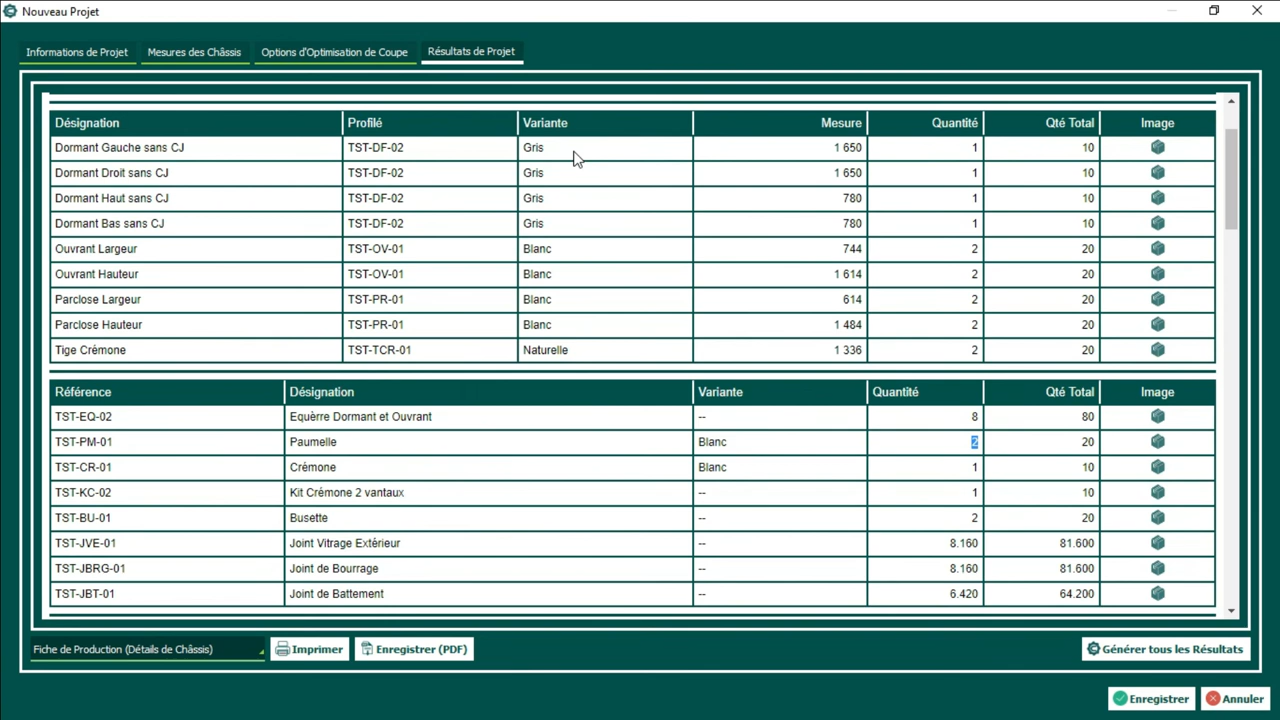 Nouveau Projet
Informations de Projet Mesures des Châssis Options d'Optimisation de Coupe Résultats de Projet
Désignation Profilé Variante Mesure Quantité Qté Total Image
Dormant Gauche sans CJ TST-DF-02 Gris 1 650 1 10
Dormant Droit sans CJ TST-DF-02 Gris 1 650 1 10
Dormant Haut sans CJ TST-DF-02 Gris 780 1 10
Dormant Bas sans CJ TST-DF-02 Gris 780 1 10
Ouvrant Largeur TST-OV-01 Blanc 744 2 20
Ouvrant Hauteur TST-OV-01 Blanc 1 614 2 20
Parclose Largeur TST-PR-01 Blanc 614 2 20
Parclose Hauteur TST-PR-01 Blanc 1 484 2 20
Tige Crémone TST-TCR-01 Naturelle 1 336 2 20
Référence Désignation Variante Quantité Qté Total Image
TST-EQ-02 Equèrre Dormant et Ouvrant -- 8 80
TST-PM-01 Paumelle Blanc 2 20
TST-CR-01 Crémone Blanc 1 10
TST-KC-02 Kit Crémone 2 vantaux -- 1 10
TST-BU-01 Busette -- 2 20
TST-JVE-01 Joint Vitrage Extérieur -- 8.160 81.600
TST-JBRG-01 Joint de Bourrage -- 8.160 81.600
TST-JBT-01 Joint de Battement -- 6.420 64.200
Fiche de Production (Détails de Châssis) Imprimer Enregistrer (PDF) Générer tous les Résultats
Enregistrer Annuler